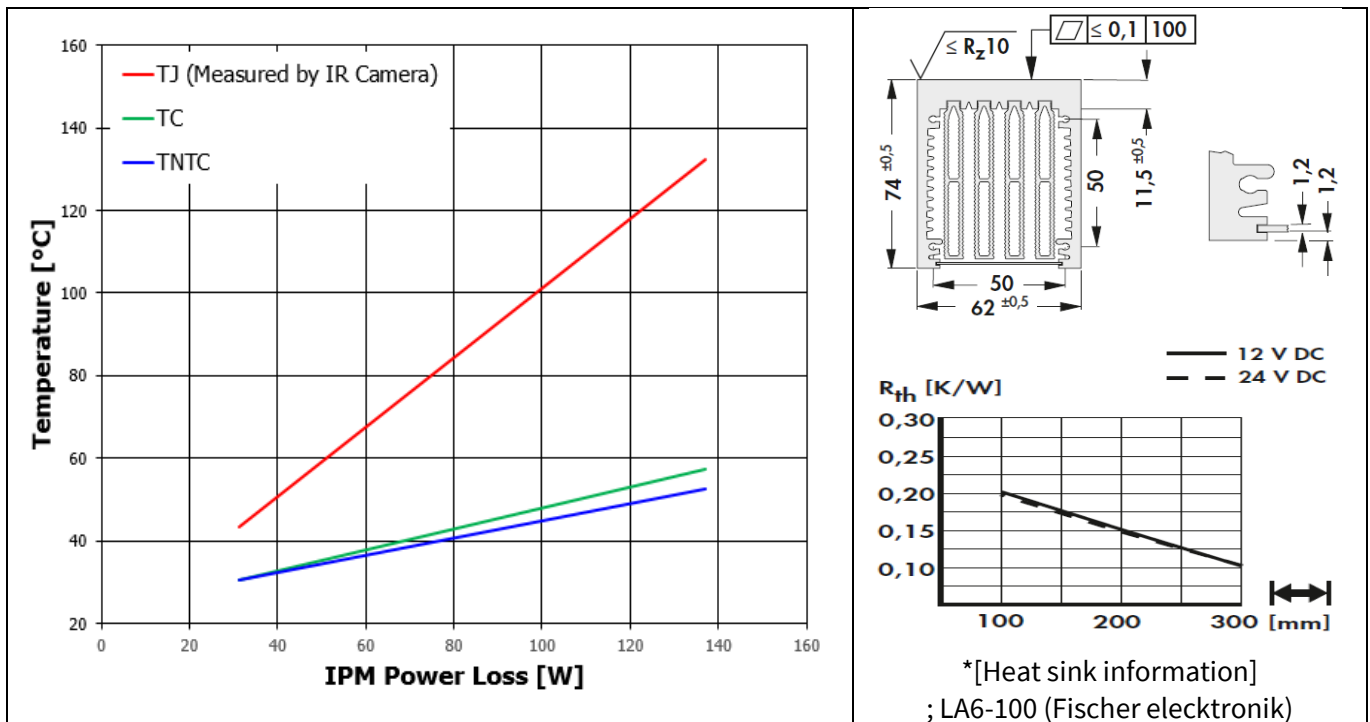 160
140
120
100
80
60
40
20
0
20
40
60
80
100
120
140
160
Temperature [°C]
IPM Power Loss [W]
TJ (Measured by IR Camera)
TC
TNTC
≤ Rz10
≤ 0,1 100
74 ±0,5
50
11,5 ±0,5
1,2
1,2
50
62 ±0,5
12 V DC
24 V DC
Rth [K/W]
0,30
0,25
0,20
0,15
0,10
100
200
300 [mm]
*[Heat sink information]
; LA6-100 (Fischer elecktronik)